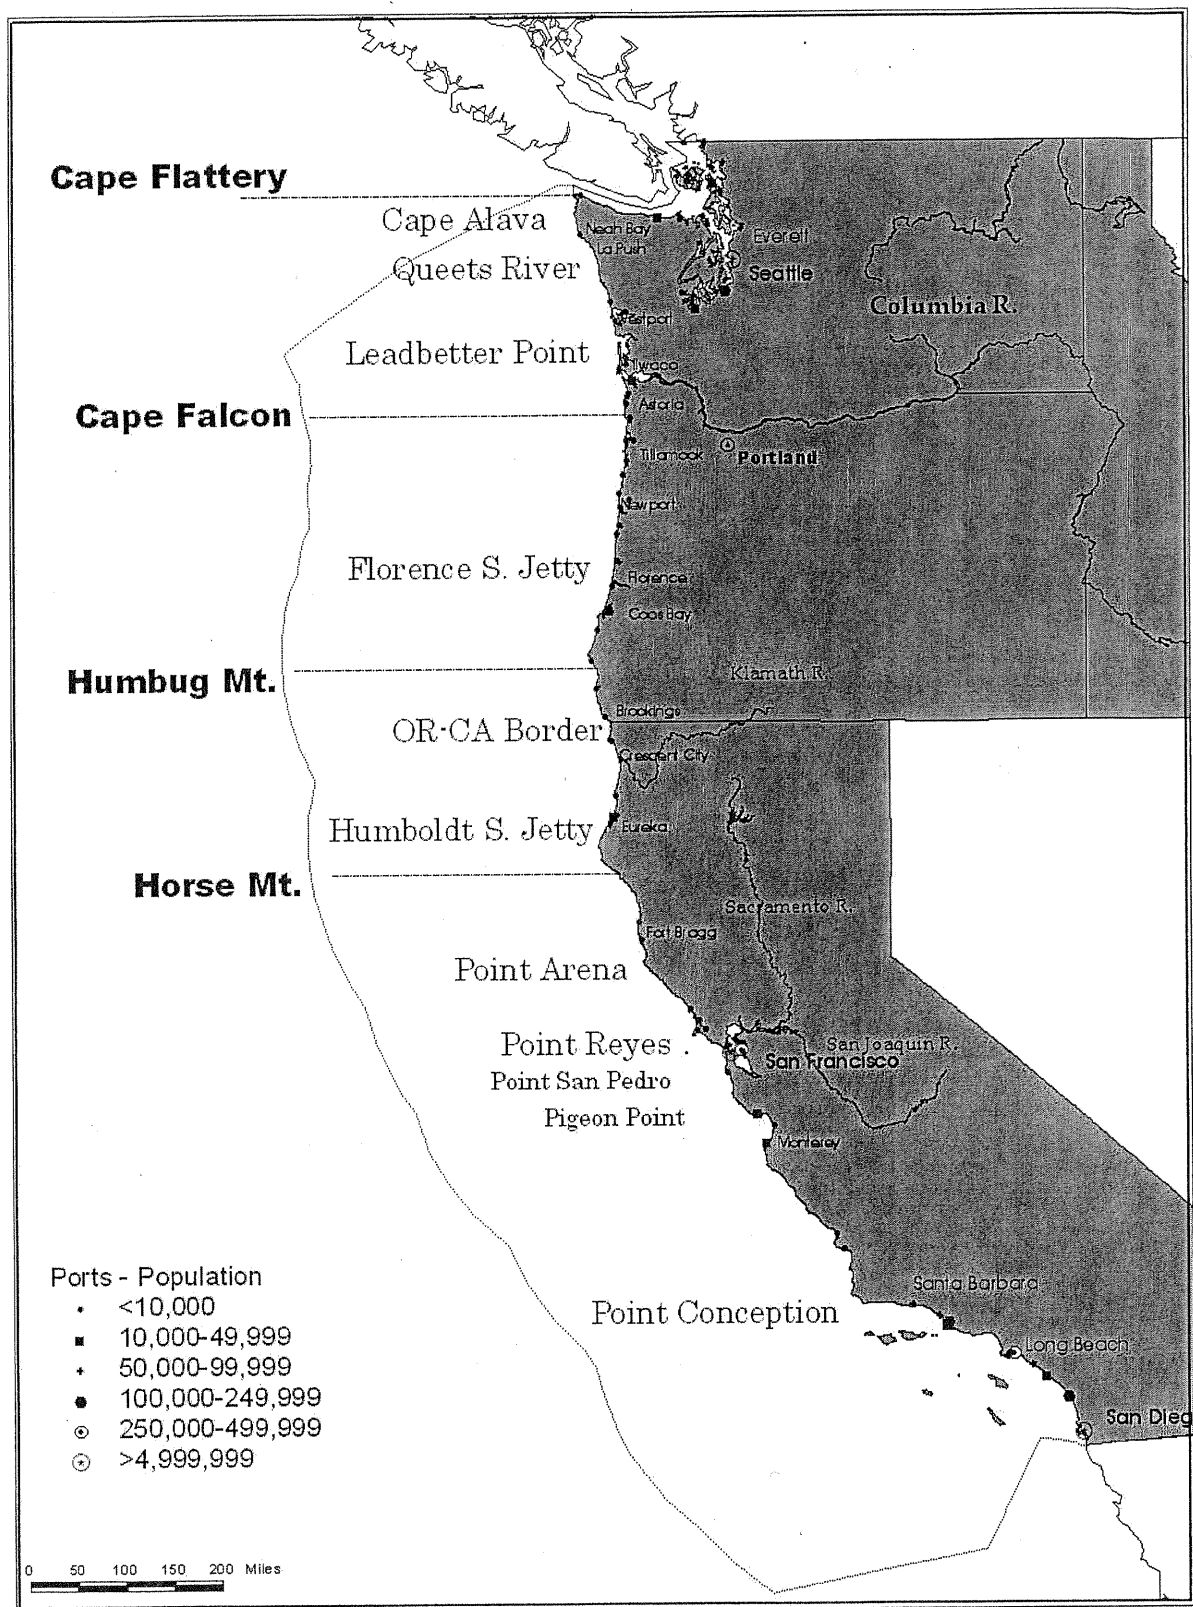 Cape Flattery
Cape Alava
Neah Bay
La Push
Everett
Queets River
Seattle
Columbia R.
Westport
Leadbetter Point
Ilwaco
Cape Falcon
Astoria
Tillamook
Portland
Newport
Florence S. Jetty
Florence
Coos Bay
Humbug Mt.
Klamath R.
Brookings
OR-CA Border
Crescent City
Humboldt S. Jetty
Eureka
Horse Mt.
Sacramento R.
Fort Bragg
Point Arena
Point Reyes .
San Joaquin R.
San Francisco
Point San Pedro
Pigeon Point
Monterey
Santa Barbara
Point Conception
Long Beach
San Dieg
Ports - Population
<10,000
10,000-49,999
50,000-99,999
100,000-249,999
250,000-499,999
>4,999,999
0 50 100 150 200 Miles